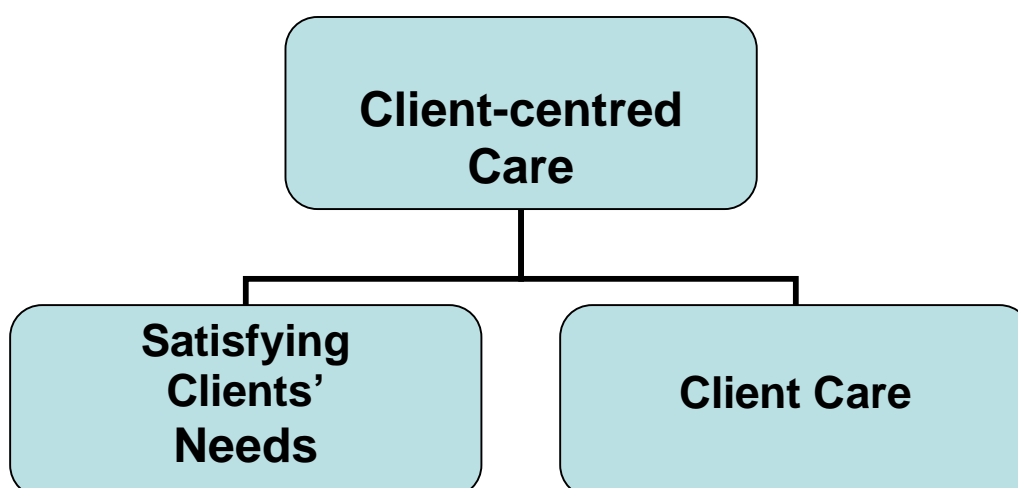 Client-centred
Care
Satisfying
Clients’
Needs
Client Care